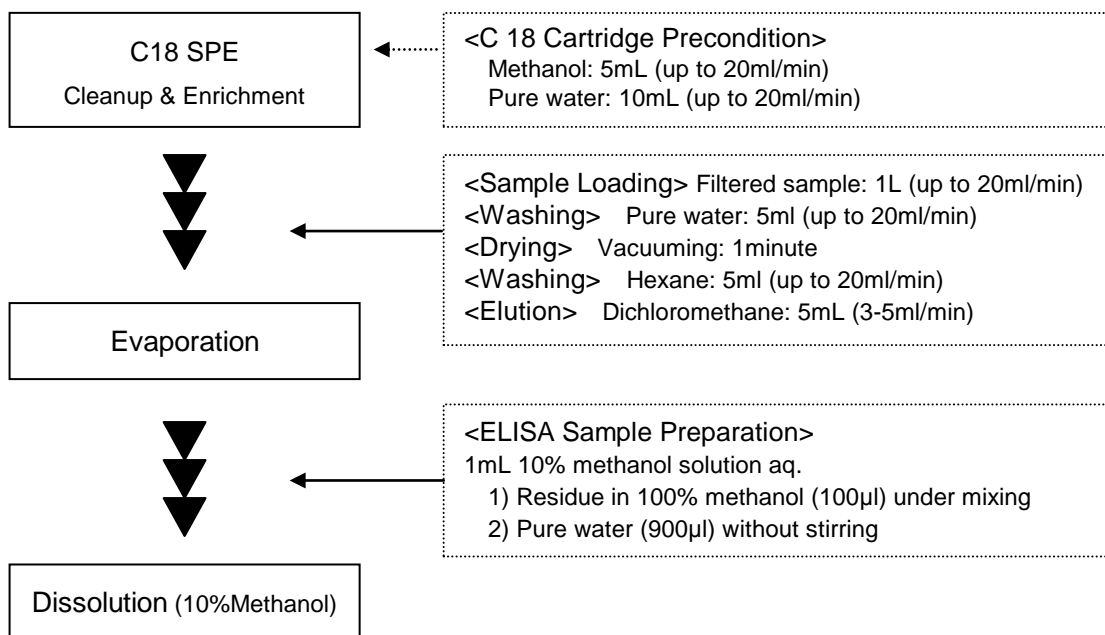 C18 SPE
Cleanup & Enrichment
<C 18 Cartridge Precondition>
Methanol: 5mL (up to 20ml/min)
Pure water: 10mL (up to 20ml/min)
<Sample Loading> Filtered sample: 1L (up to 20ml/min)
<Washing> Pure water: 5ml (up to 20ml/min)
<Drying> Vacuuming: 1minute
<Washing> Hexane: 5ml (up to 20ml/min)
<Elution> Dichloromethane: 5mL (3-5ml/min)
Evaporation
<ELISA Sample Preparation>
1mL 10% methanol solution aq.
1) Residue in 100% methanol (100µl) under mixing
2) Pure water (900µl) without stirring
Dissolution (10%Methanol)